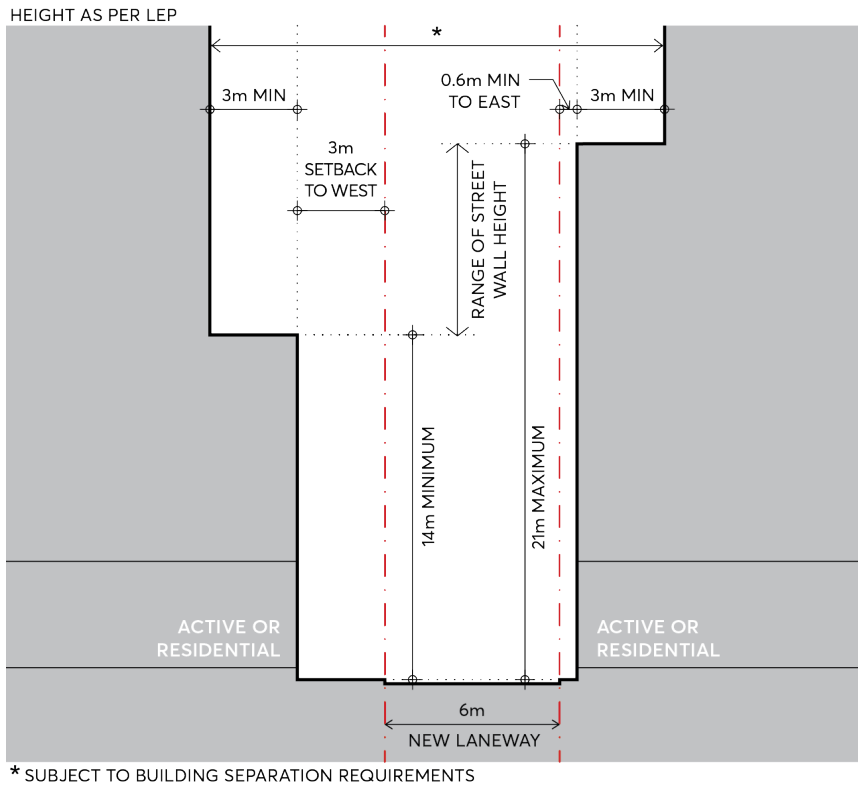 HEIGHT AS PER LEP
*
0.6m MIN
TO EAST
3m MIN
3m MIN
3m
SETBACK
TO WEST
RANGE OF STREET
WALL HEIGHT
14m MINIMUM
21m MAXIMUM
ACTIVE OR
RESIDENTIAL
ACTIVE OR
RESIDENTIAL
6m
NEW LANEWAY
* SUBJECT TO BUILDING SEPARATION REQUIREMENTS